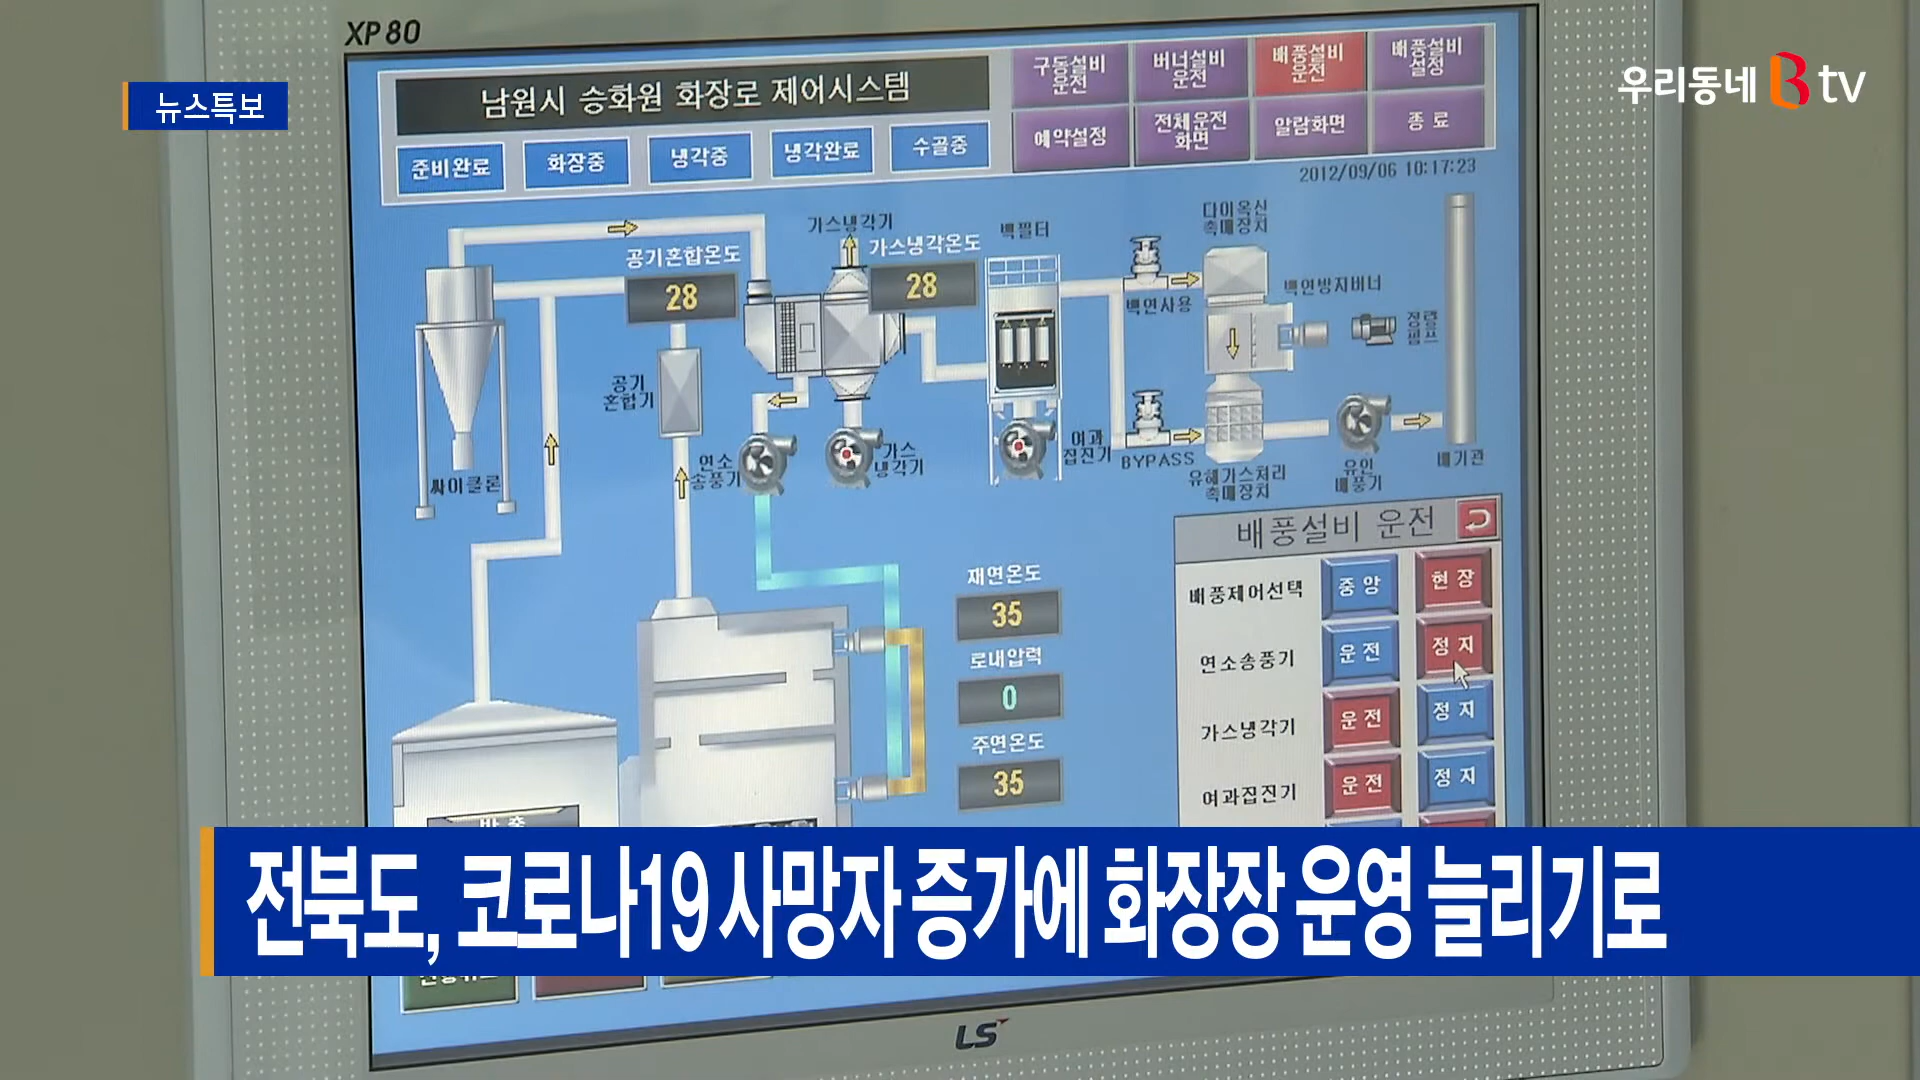 XP80
뉴스특보
우리동네 B tv
남원시 승화원 화장로 제어시스템
구동설비 운전
버너설비 운전
배풍설비 운전
배풍설비 설정
예약설정
전체운전 화면
알람화면
종 료
준비완료
화장중
냉각중
냉각완료
수골중
2012/09/06 10:17:23
가스냉각기
공기혼합온도
28
가스냉각온도
28
백필터
다이옥신
촉매장치
백연사용
백연방지버너
공기
혼합기
싸이클론
연소
송풍기
가스
냉각기
여과
집진기
BYPASS
유해가스처리
촉매장치
유인
배풍기
배기관
배풍설비 운전
배풍제어선택
중 앙
현 장
연소송풍기
운 전
정 지
가스냉각기
운 전
정 지
여과집진기
운 전
정 지
재연온도
35
로내압력
0
주연온도
35
전북도, 코로나19 사망자 증가에 화장장 운영 늘리기로
LS